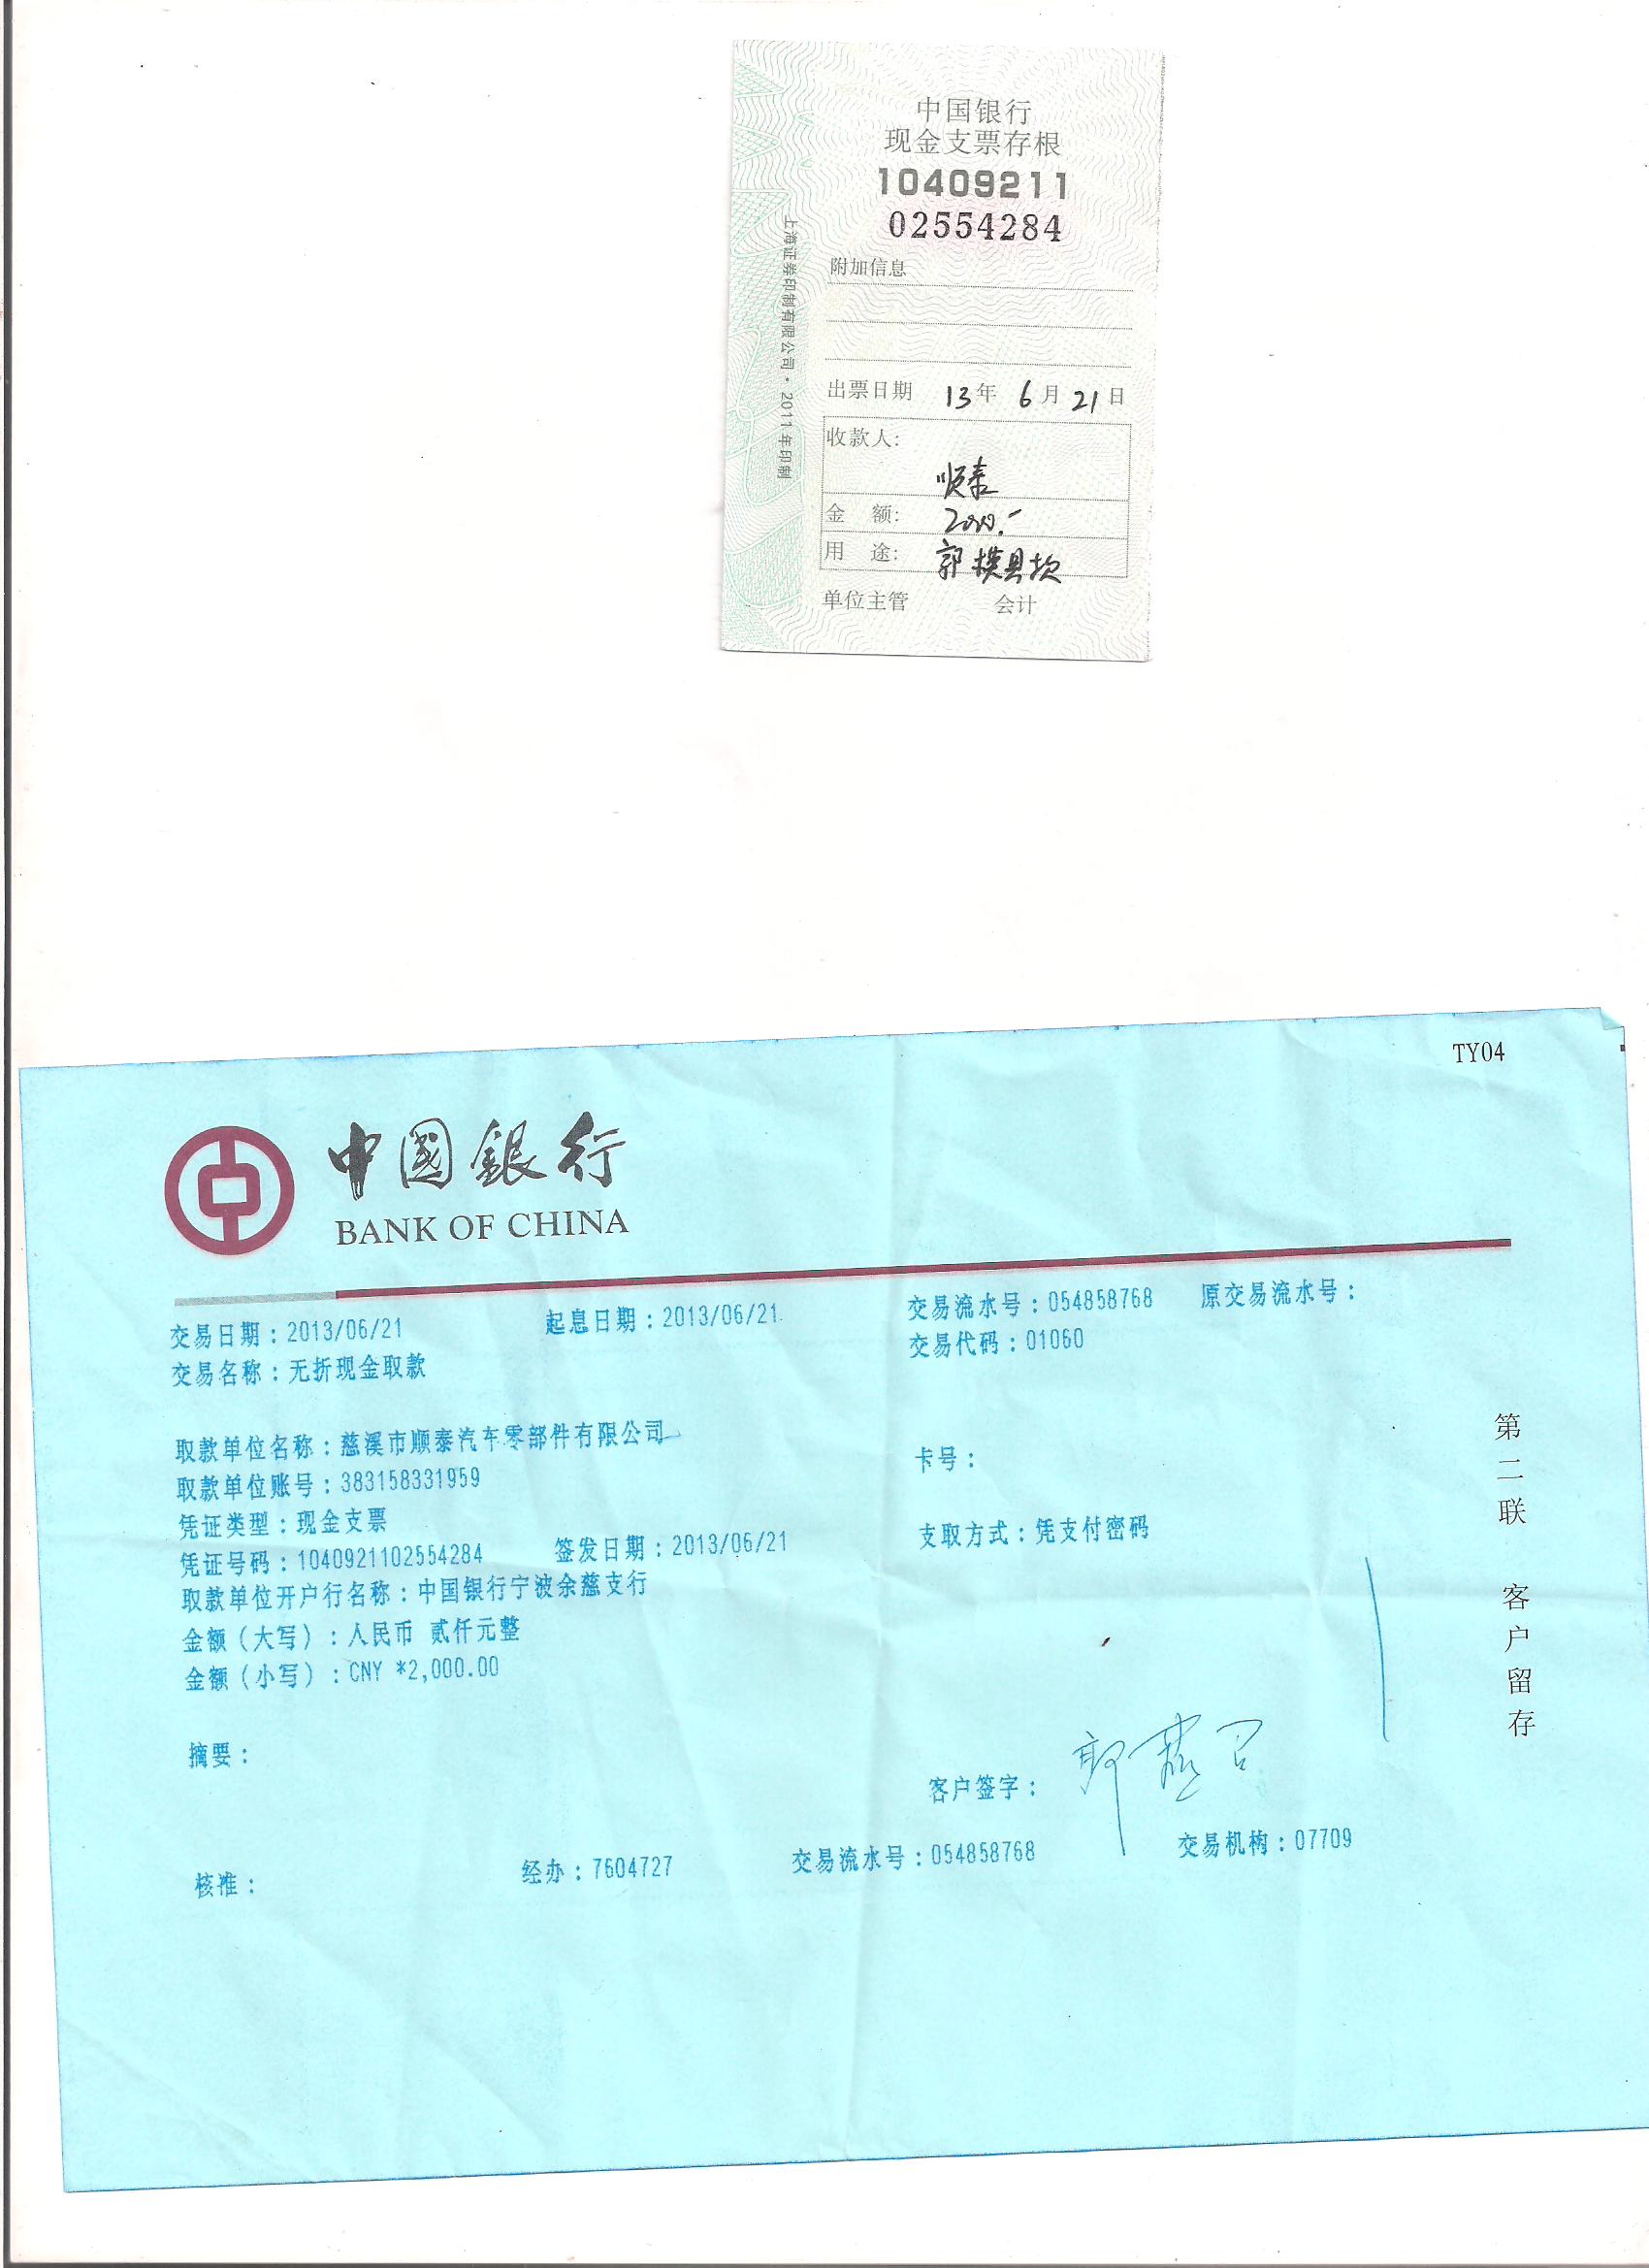 中国银行
现金支票存根
10409211
02554284
附加信息
出票日期 13年 6月 21日
收款人:
顺泰
金 额: 2000.-
用 途: 郭 模具款
单位主管 会计
上海证券印制有限公司·2011年印制
TY04
中國銀行
BANK OF CHINA
交易日期：2013/06/21 起息日期：2013/06/21 交易流水号：054858768 原交易流水号：
交易名称：无折现金取款 交易代码：01060
取款单位名称：慈溪市顺泰汽车零部件有限公司
取款单位账号：383158331959 卡号：
凭证类型：现金支票
凭证号码：1040921102554284 签发日期：2013/06/21 支取方式：凭支付密码
取款单位开户行名称：中国银行宁波余慈支行
金额（大写）：人民币 贰仟元整
金额（小写）：CNY *2,000.00
摘要：
客户签字：
核准： 经办：7604727 交易流水号：054858768 交易机构：07709
第二联 客户留存